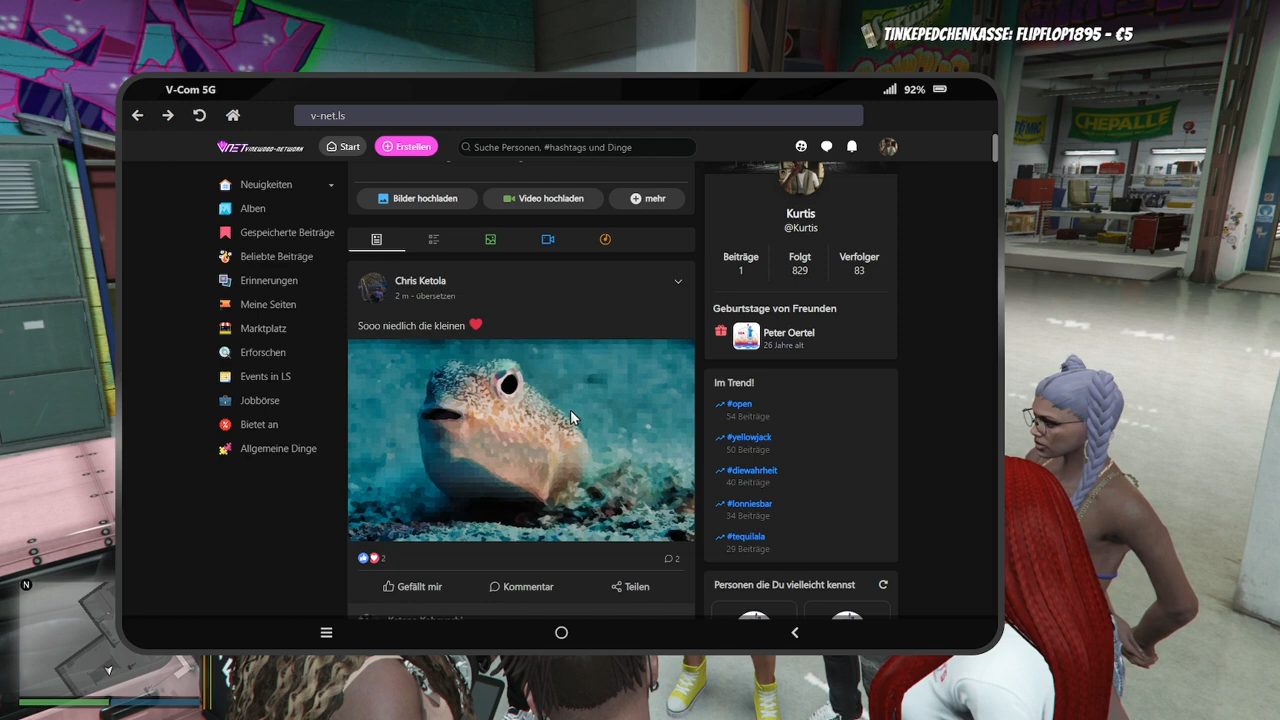 TINKEPEDCHENKASSE: FLIPFLOP1895 - €5
V-Com 5G
92%
v-net.ls
VNET VINEWOOD-NETWORK
Start
Erstellen
Suche Personen, #hashtags und Dinge
Neuigkeiten
Alben
Gespeicherte Beiträge
Beliebte Beiträge
Erinnerungen
Meine Seiten
Marktplatz
Erforschen
Events in LS
Jobbörse
Bietet an
Allgemeine Dinge
Bilder hochladen
Video hochladen
mehr
Chris Ketola
2 m - übersetzen
Sooo niedlich die kleinen
2
2
Gefällt mir
Kommentar
Teilen
Kurtis
@Kurtis
Beiträge
1
Folgt
829
Verfolger
83
Geburtstage von Freunden
Peter Oertel
26 Jahre alt
Im Trend!
#open
54 Beiträge
#yellowjack
50 Beiträge
#diewahrheit
40 Beiträge
#lonniesbar
34 Beiträge
#tequilala
29 Beiträge
Personen die Du vielleicht kennst
CHEPALLE
N